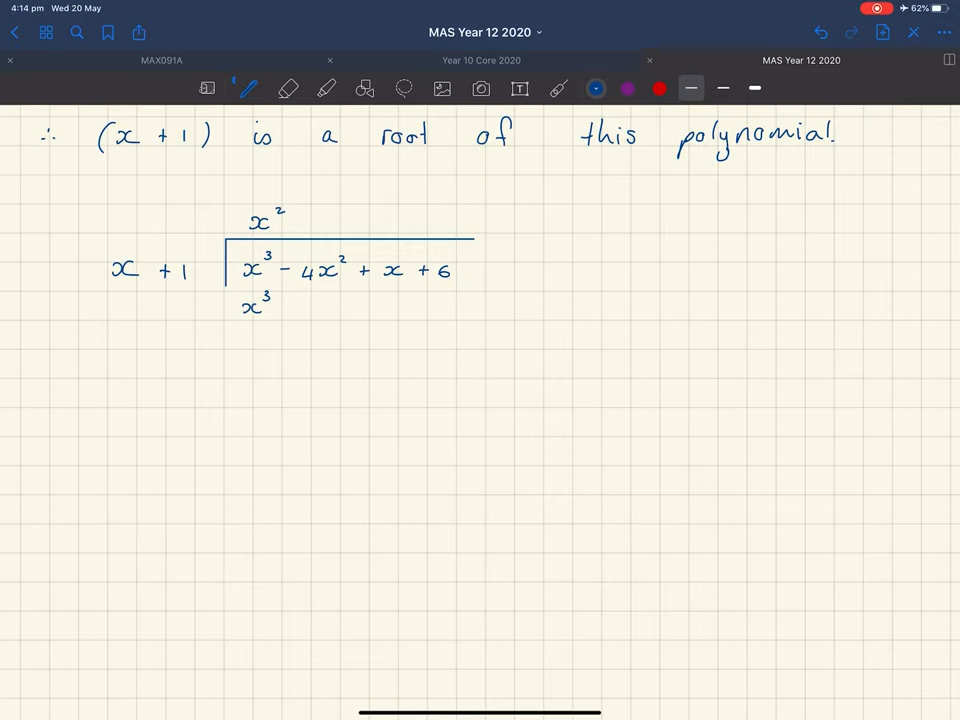 4:14 pm Wed 20 May 62%
MAS Year 12 2020
MAX091A Year 10 Core 2020 MAS Year 12 2020
∴ (x + 1) is a root of this polynomial.
x²
x + 1 x³ - 4x² + x + 6
x³